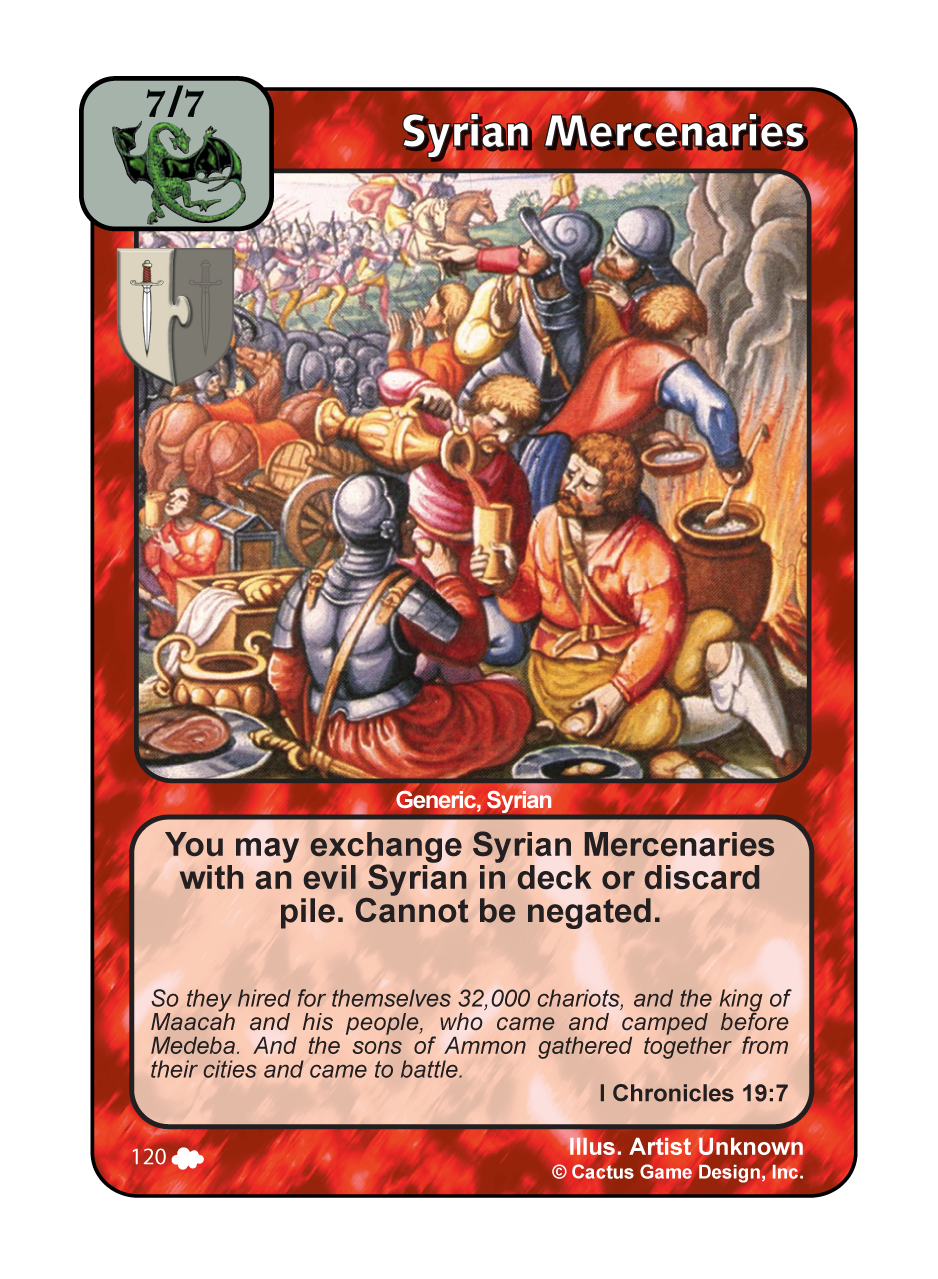 7/7
Syrian Mercenaries
Generic, Syrian
You may exchange Syrian Mercenaries
with an evil Syrian in deck or discard
pile. Cannot be negated.
So they hired for themselves 32,000 chariots, and the king of
Maacah and his people, who came and camped before
Medeba. And the sons of Ammon gathered together from
their cities and came to battle.
I Chronicles 19:7
120
Illus. Artist Unknown
© Cactus Game Design, Inc.